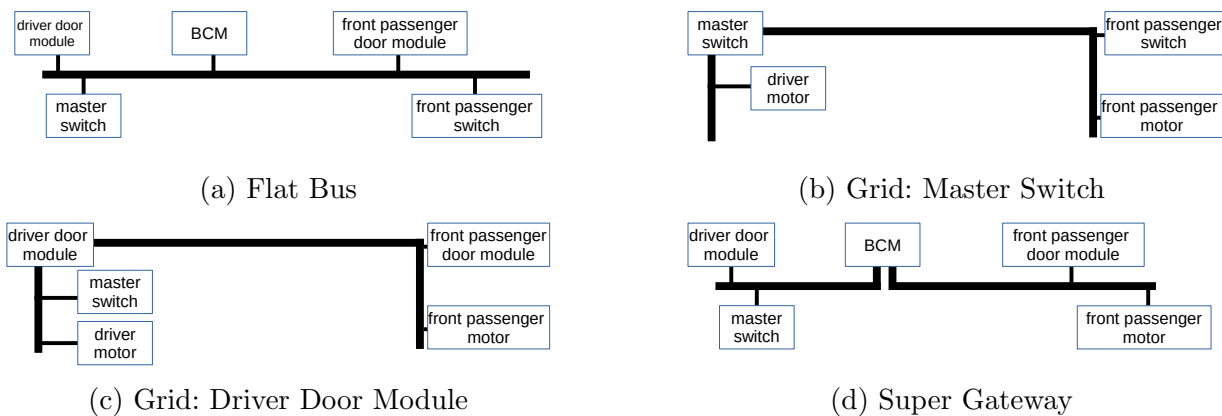 driver door
module
BCM
front passenger
door module
master
switch
front passenger
switch
(a) Flat Bus
master
switch
front passenger
switch
driver
motor
front passenger
motor
(b) Grid: Master Switch
driver door
module
front passenger
door module
master
switch
driver
motor
front passenger
motor
(c) Grid: Driver Door Module
driver door
module
BCM
front passenger
door module
master
switch
front passenger
motor
(d) Super Gateway